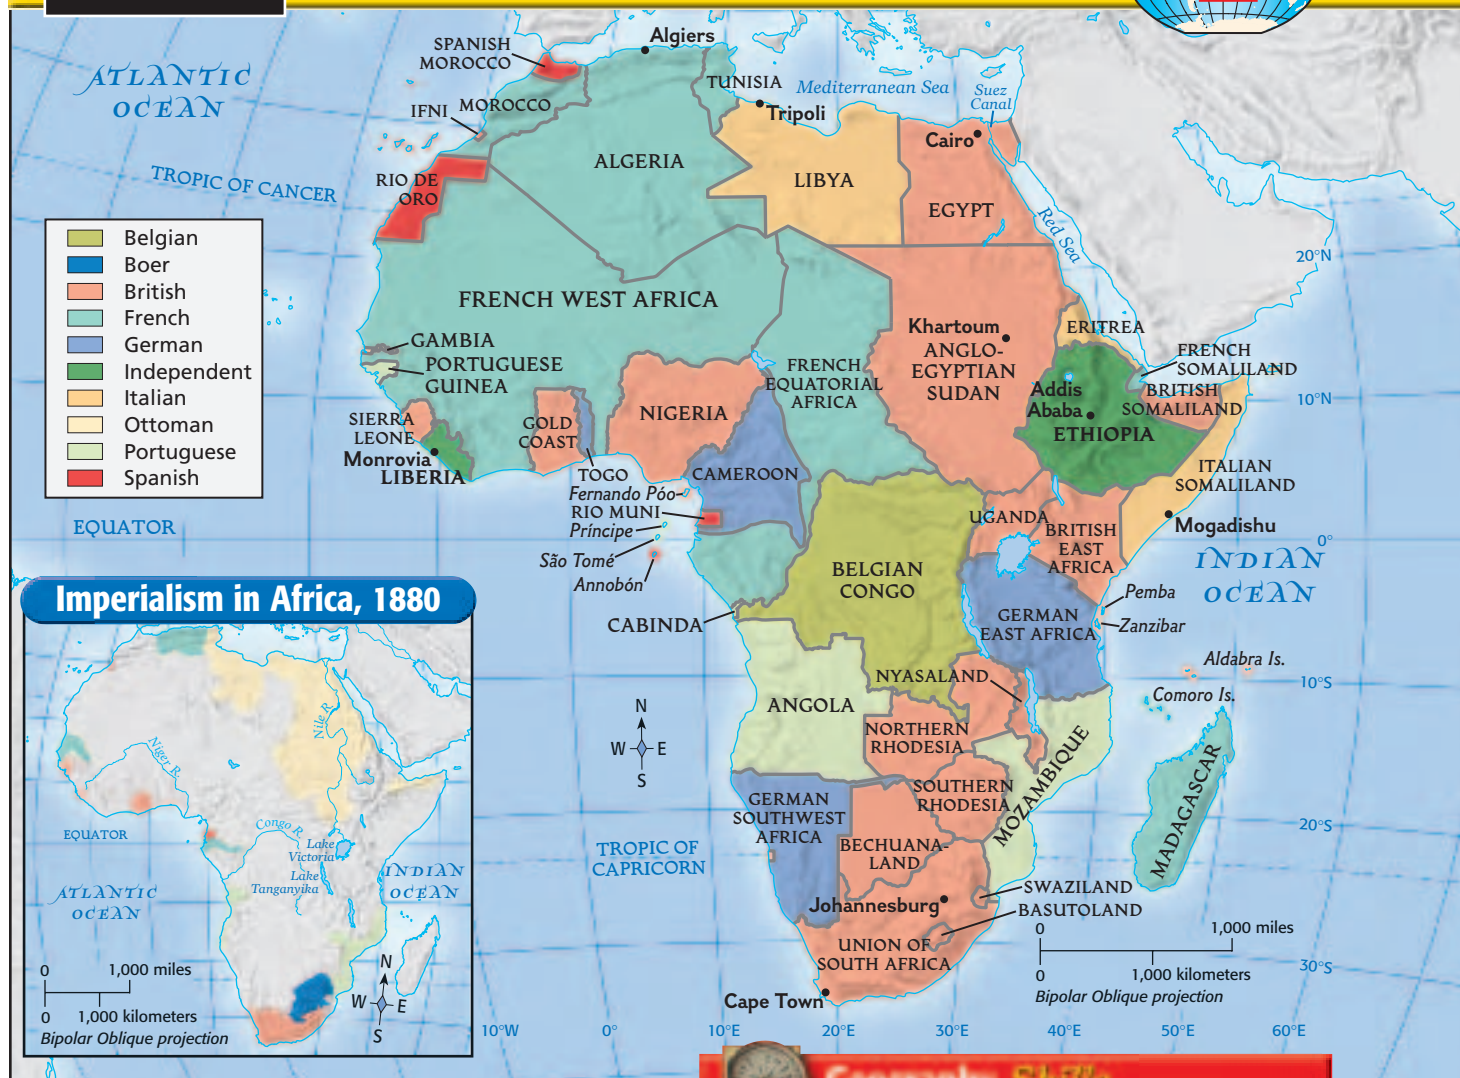 SPANISH
MOROCCO
Algiers
ATLANTIC
OCEAN
IFNI
MOROCCO
TUNISIA
Mediterranean Sea
Suez
Canal
Tripoli
Cairo
ALGERIA
LIBYA
EGYPT
TROPIC OF CANCER
RIO DE
ORO
Red Sea
20°N
Belgian
Boer
British
French
German
Independent
Italian
Ottoman
Portuguese
Spanish
FRENCH WEST AFRICA
GAMBIA
PORTUGUESE
GUINEA
SIERRA
LEONE
Monrovia
LIBERIA
GOLD
COAST
TOGO
NIGERIA
CAMEROON
FRENCH
EQUATORIAL
AFRICA
Khartoum
ANGLO-
EGYPTIAN
SUDAN
ERITREA
FRENCH
SOMALILAND
BRITISH
SOMALILAND
10°N
Addis
Ababa
ETHIOPIA
ITALIAN
SOMALILAND
Mogadishu
Fernando Póo
RIO MUNI
Príncipe
São Tomé
Annobón
EQUATOR
UGANDA
BRITISH
EAST
AFRICA
0°
INDIAN
OCEAN
BELGIAN
CONGO
CABINDA
GERMAN
EAST AFRICA
Pemba
Zanzibar
Aldabra Is.
Comoro Is.
10°S
NYASALAND
ANGOLA
NORTHERN
RHODESIA
SOUTHERN
RHODESIA
MOZAMBIQUE
MADAGASCAR
GERMAN
SOUTHWEST
AFRICA
BECHUANA-
LAND
20°S
TROPIC OF
CAPRICORN
N
W
E
S
Johannesburg
SWAZILAND
BASUTOLAND
UNION OF
SOUTH AFRICA
Cape Town
30°S
0
1,000 miles
0
1,000 kilometers
Bipolar Oblique projection
10°W
0°
10°E
20°E
30°E
40°E
50°E
60°E
Imperialism in Africa, 1880
Nile R.
Niger R.
EQUATOR
Congo R.
Lake
Victoria
Lake
Tanganyika
ATLANTIC
OCEAN
INDIAN
OCEAN
0
1,000 miles
0
1,000 kilometers
Bipolar Oblique projection
N
W
E
S